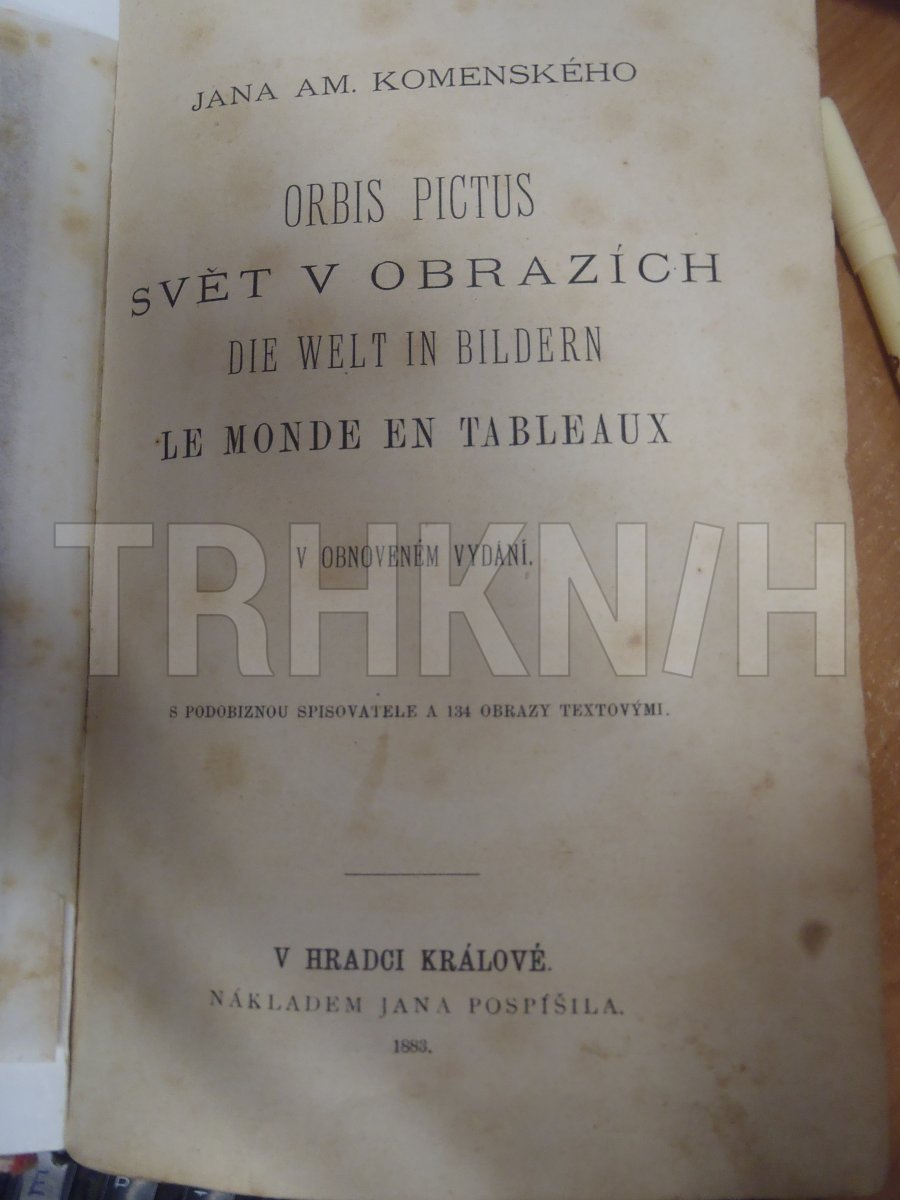 JANA AM. KOMENSKÉHO
ORBIS PICTUS
SVĚT V OBRAZÍCH
DIE WELT IN BILDERN
LE MONDE EN TABLEAUX
V OBNOVENÉM VYDÁNÍ.
TRHKN/H
S PODOBIZNOU SPISOVATELE A 134 OBRAZY TEXTOVÝMI.
V HRADCI KRÁLOVÉ.
NÁKLADEM JANA POSPÍŠILA.
1883.